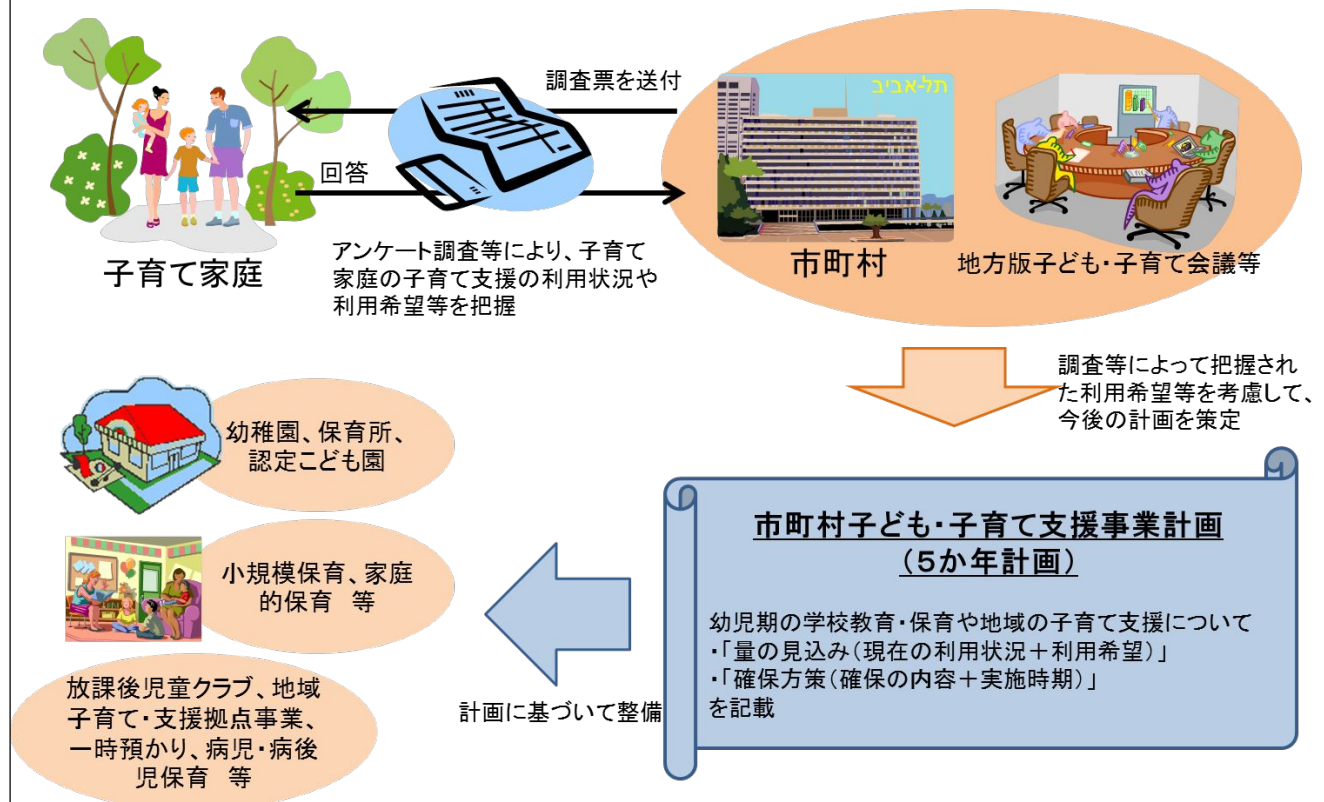 調査票を送付
回答
תל-אביב
アンケート調査等により、子育て
家庭の子育て支援の利用状況や
利用希望等を把握
子育て家庭
市町村
地方版子ども・子育て会議等
調査等によって把握され
た利用希望等を考慮して、
今後の計画を策定
幼稚園、保育所、
認定こども園
小規模保育、家庭
的保育　等
放課後児童クラブ、地域
子育て・支援拠点事業、
一時預かり、病児・病後
児保育　等
計画に基づいて整備
市町村子ども・子育て支援事業計画
（５か年計画）
幼児期の学校教育・保育や地域の子育て支援について
・「量の見込み（現在の利用状況＋利用希望）」
・「確保方策（確保の内容＋実施時期）」
を記載